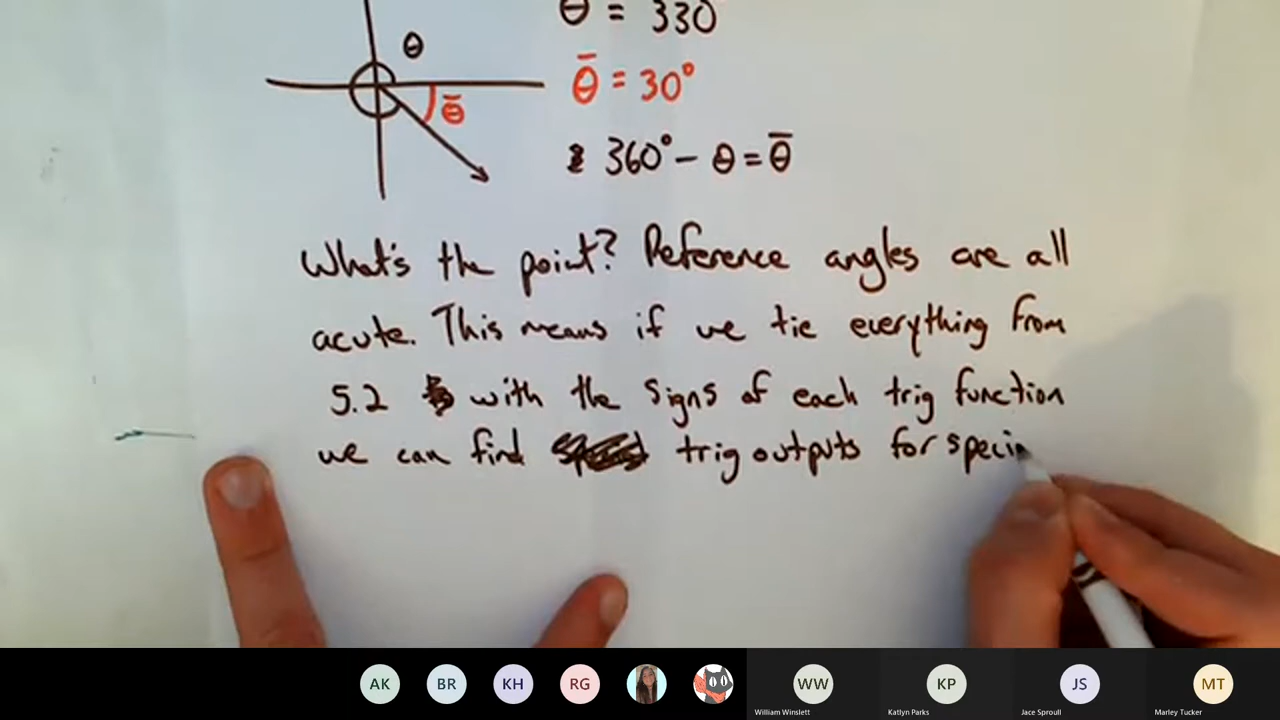 θ
θ = 330
θ̄ = 30°
θ̄
360° - θ = θ̄
What's the point? Reference angles are all
acute. This means if we tie everything from
5.2 with the signs of each trig function
we can find trig outputs for speci
AK
BR
KH
RG
WW
KP
JS
MT
William Winslett
Katlyn Parks
Jace Sproull
Marley Tucker